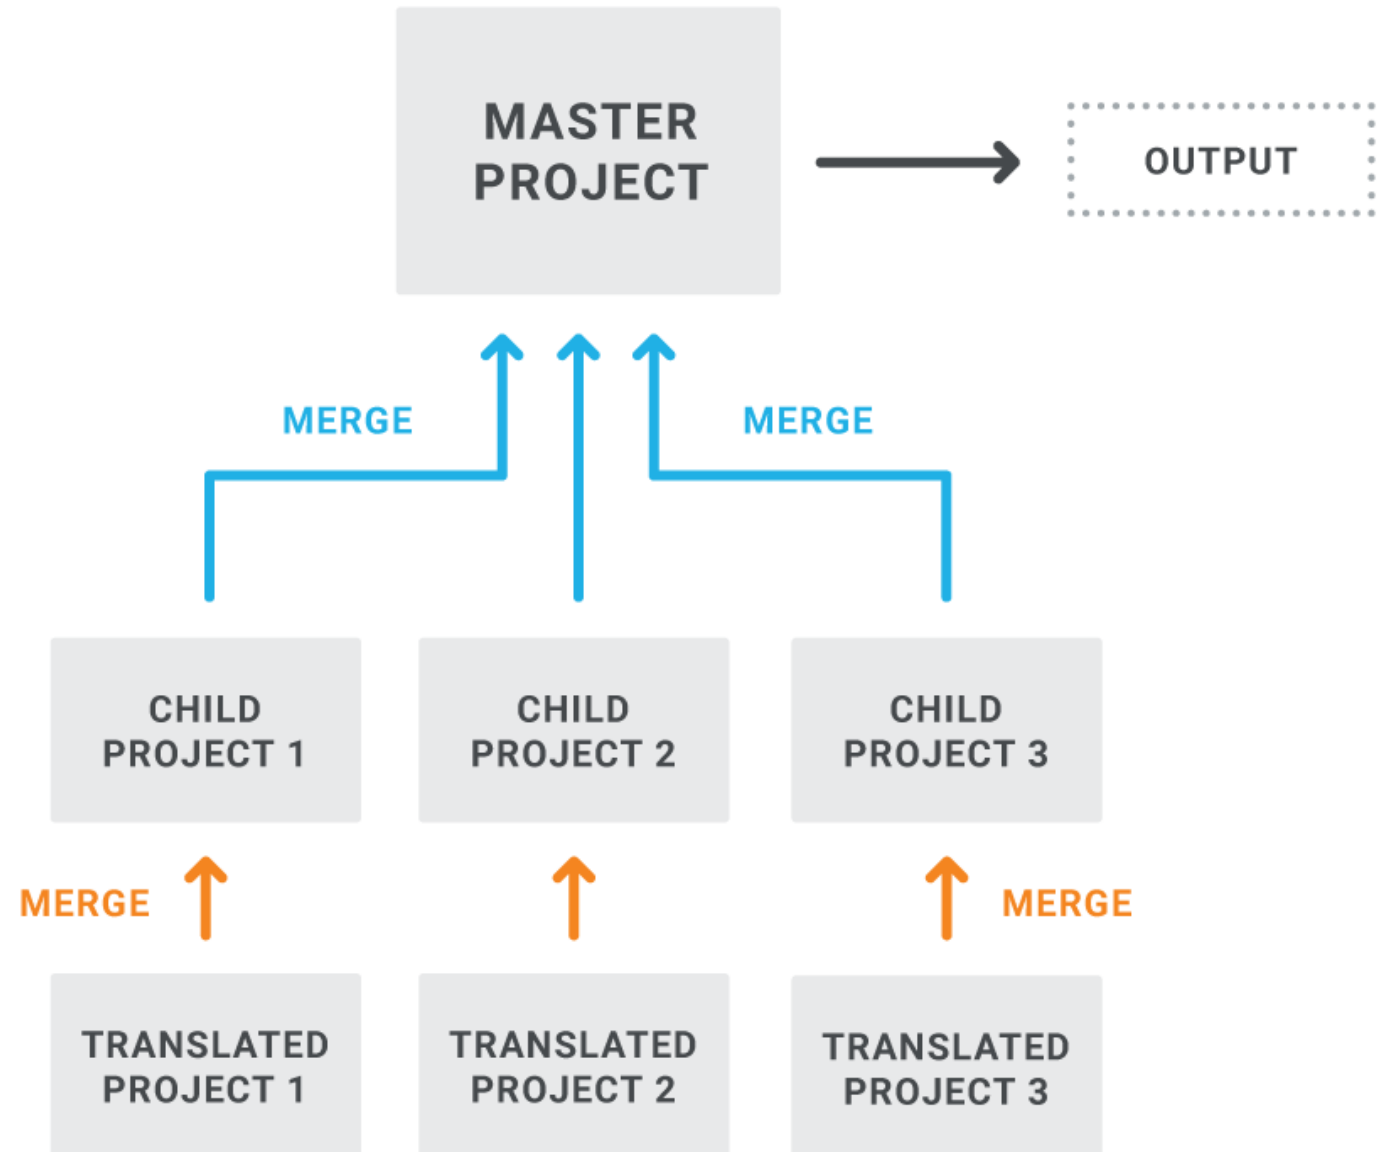 MASTER
PROJECT
OUTPUT
MERGE
MERGE
CHILD
PROJECT 1
CHILD
PROJECT 2
CHILD
PROJECT 3
MERGE
MERGE
TRANSLATED
PROJECT 1
TRANSLATED
PROJECT 2
TRANSLATED
PROJECT 3